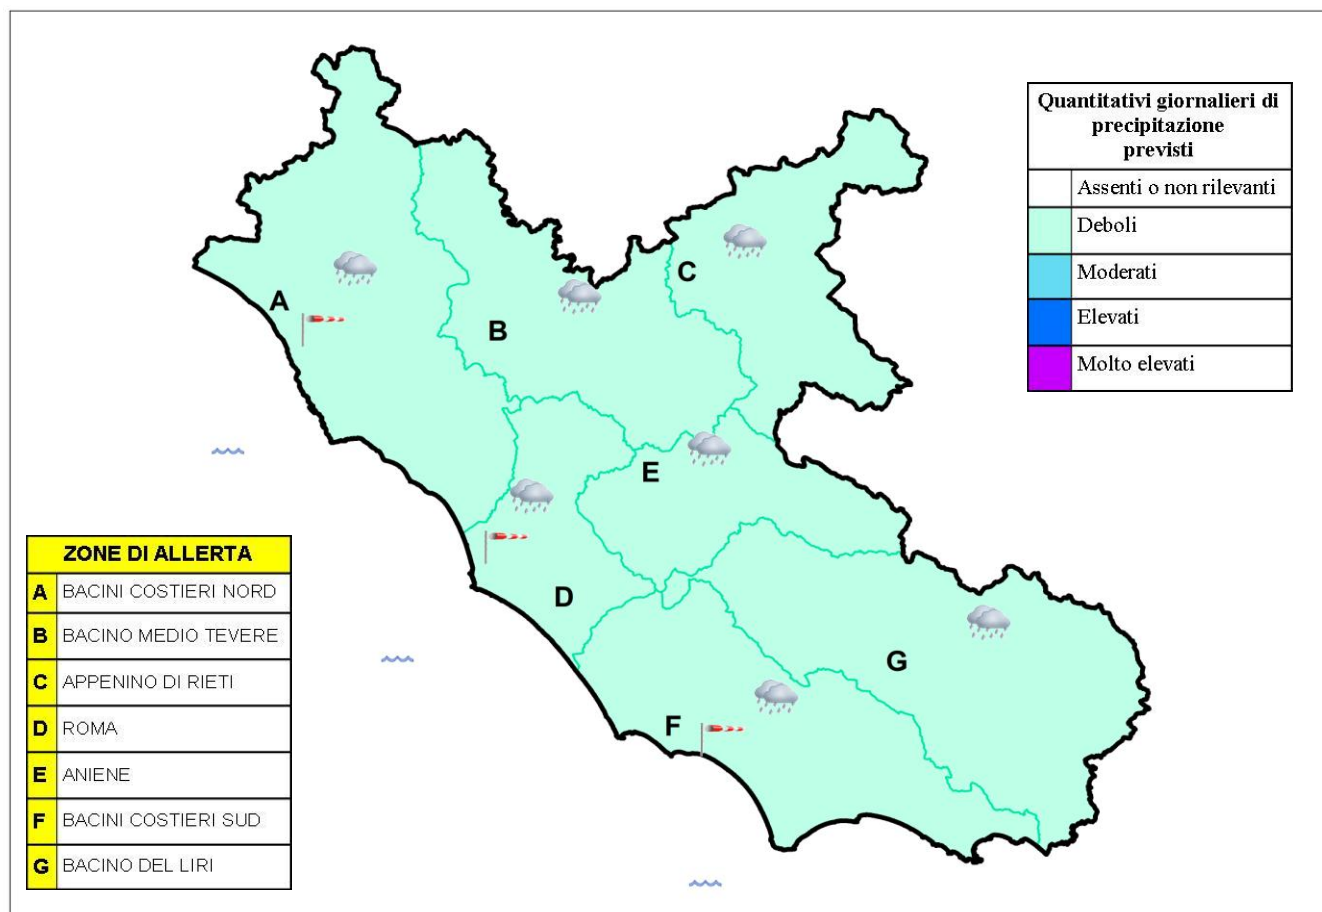 Quantitativi giornalieri di
precipitazione
previsti
Assenti o non rilevanti
Deboli
Moderati
Elevati
Molto elevati
A
B
C
E
D
F
G
ZONE DI ALLERTA
A BACINI COSTIERI NORD
B BACINO MEDIO TEVERE
C APPENINO DI RIETI
D ROMA
E ANIENE
F BACINI COSTIERI SUD
G BACINO DEL LIRI